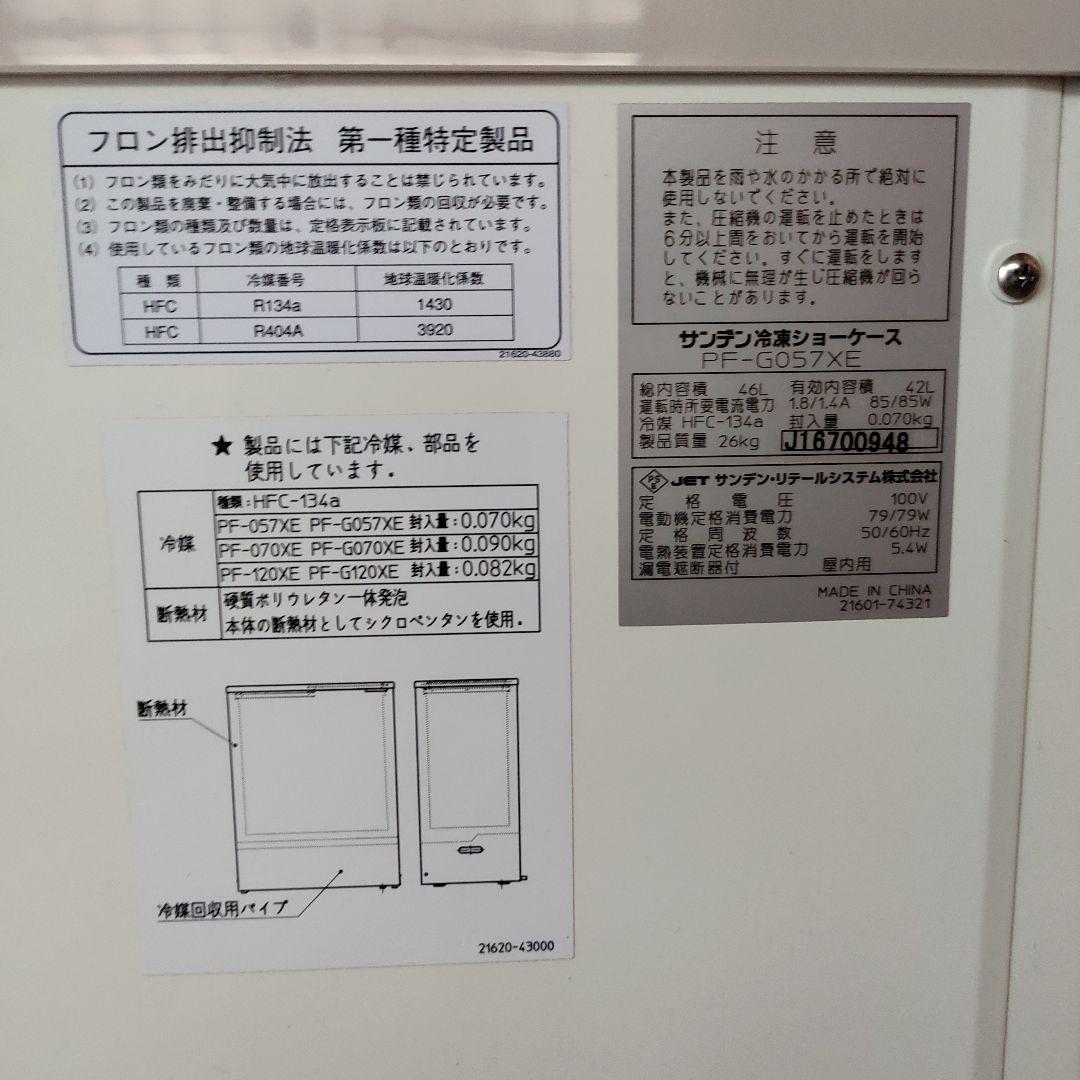 フロン排出抑制法 第一種特定製品
(1) フロン類をみだりに大気中に放出することは禁じられています。
(2) この製品を廃棄・整備する場合には、フロン類の回収が必要です。
(3) フロン類の種類及び数量は、定格表示板に記載されています。
(4) 使用しているフロン類の地球温暖化係数は以下のとおりです。
種類 冷媒番号 地球温暖化係数
HFC R134a 1430
HFC R404A 3920
21620-43880
★ 製品には下記冷媒、部品を
使用しています.
冷媒
種類:HFC-134a
PF-057XE PF-G057XE 封入量:0.070kg
PF-070XE PF-G070XE 封入量:0.090kg
PF-120XE PF-G120XE 封入量:0.082kg
断熱材
硬質ポリウレタン一体発泡
本体の断熱材としてシクロペンタンを使用.
断熱材
冷媒回収用パイプ
21620-43000
注意
本製品を雨や水のかかる所で絶対に
使用しないでください。
また、圧縮機の運転を止めたときは
6分以上間をおいてから運転を開始
してください。すぐに運転をします
と、機械に無理が生じ圧縮機が回ら
ないことがあります。
サンデン冷凍ショーケース
PF-G057XE
総内容積 46L 有効内容積 42L
運転時所要電流電力 1.8/1.4A 85/85W
冷媒 HFC-134a 封入量 0.070kg
製品質量 26kg J16700948
PSE JET サンデン・リテールシステム株式会社
定格電圧 100V
電動機定格消費電力 79/79W
定格周波数 50/60Hz
電熱装置定格消費電力 5.4W
漏電遮断器付 屋内用
MADE IN CHINA
21601-74321